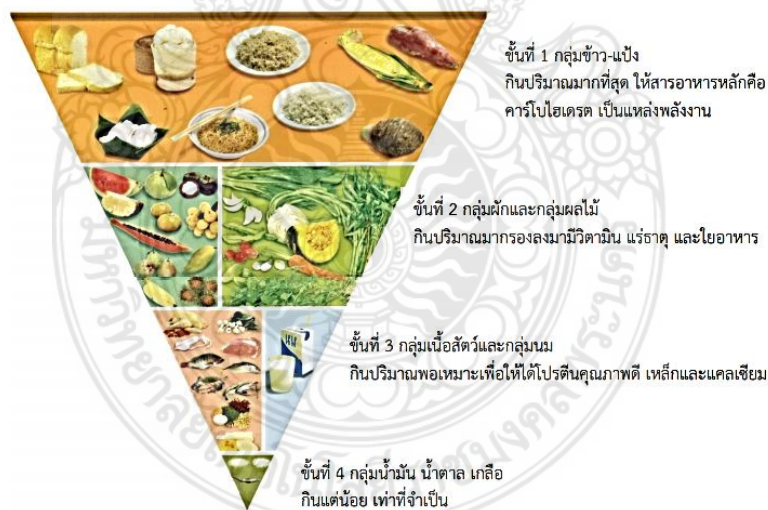 ขั้นที่ 1 กลุ่มข้าว-แป้ง
กินปริมาณมากที่สุด ให้สารอาหารหลักคือ
คาร์โบไฮเดรต เป็นแหล่งพลังงาน
ขั้นที่ 2 กลุ่มผักและกลุ่มผลไม้
กินปริมาณมากรองลงมามีวิตามิน แร่ธาตุ และใยอาหาร
ขั้นที่ 3 กลุ่มเนื้อสัตว์และกลุ่มนม
กินปริมาณพอเหมาะเพื่อให้ได้โปรตีนคุณภาพดี เหล็กและแคลเซียม
ขั้นที่ 4 กลุ่มน้ำมัน น้ำตาล เกลือ
กินแต่น้อย เท่าที่จำเป็น
นม